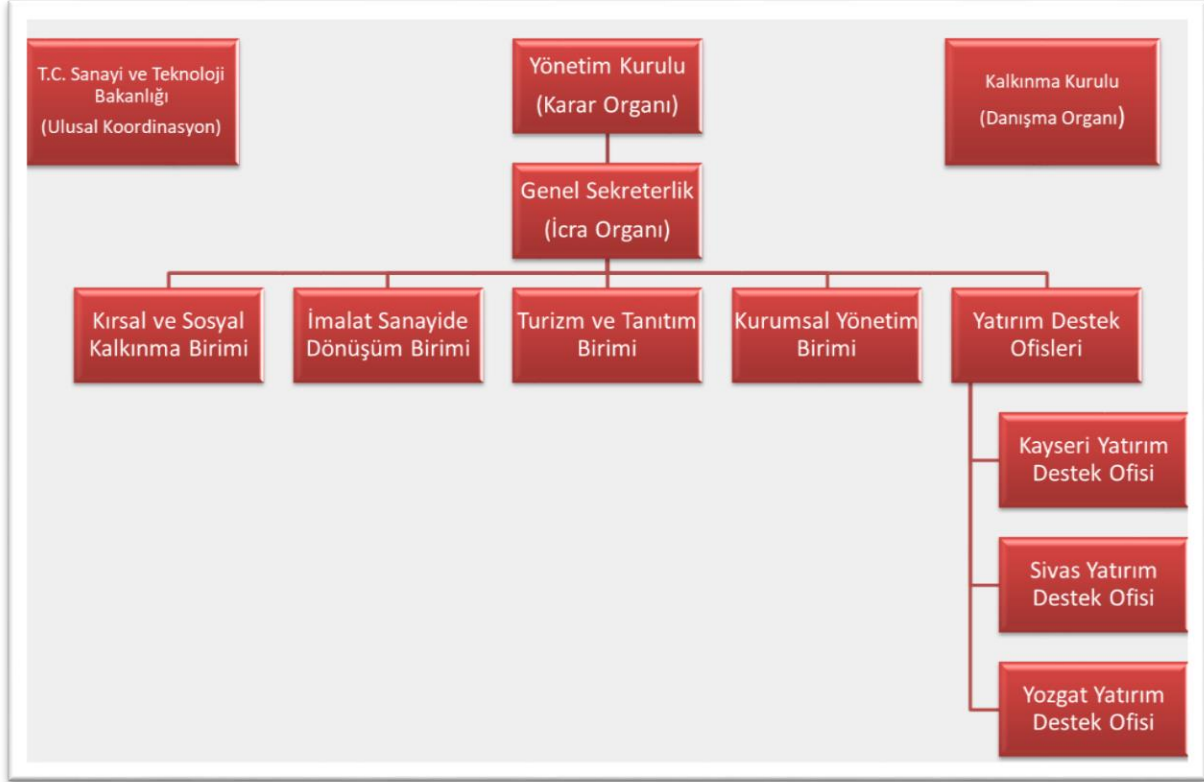 T.C. Sanayi ve Teknoloji
Bakanlığı
(Ulusal Koordinasyon)
Yönetim Kurulu
(Karar Organı)
Kalkınma Kurulu
(Danışma Organı)
Genel Sekreterlik
(İcra Organı)
Kırsal ve Sosyal
Kalkınma Birimi
İmalat Sanayide
Dönüşüm Birimi
Turizm ve Tanıtım
Birimi
Kurumsal Yönetim
Birimi
Yatırım Destek
Ofisleri
Kayseri Yatırım
Destek Ofisi
Sivas Yatırım
Destek Ofisi
Yozgat Yatırım
Destek Ofisi